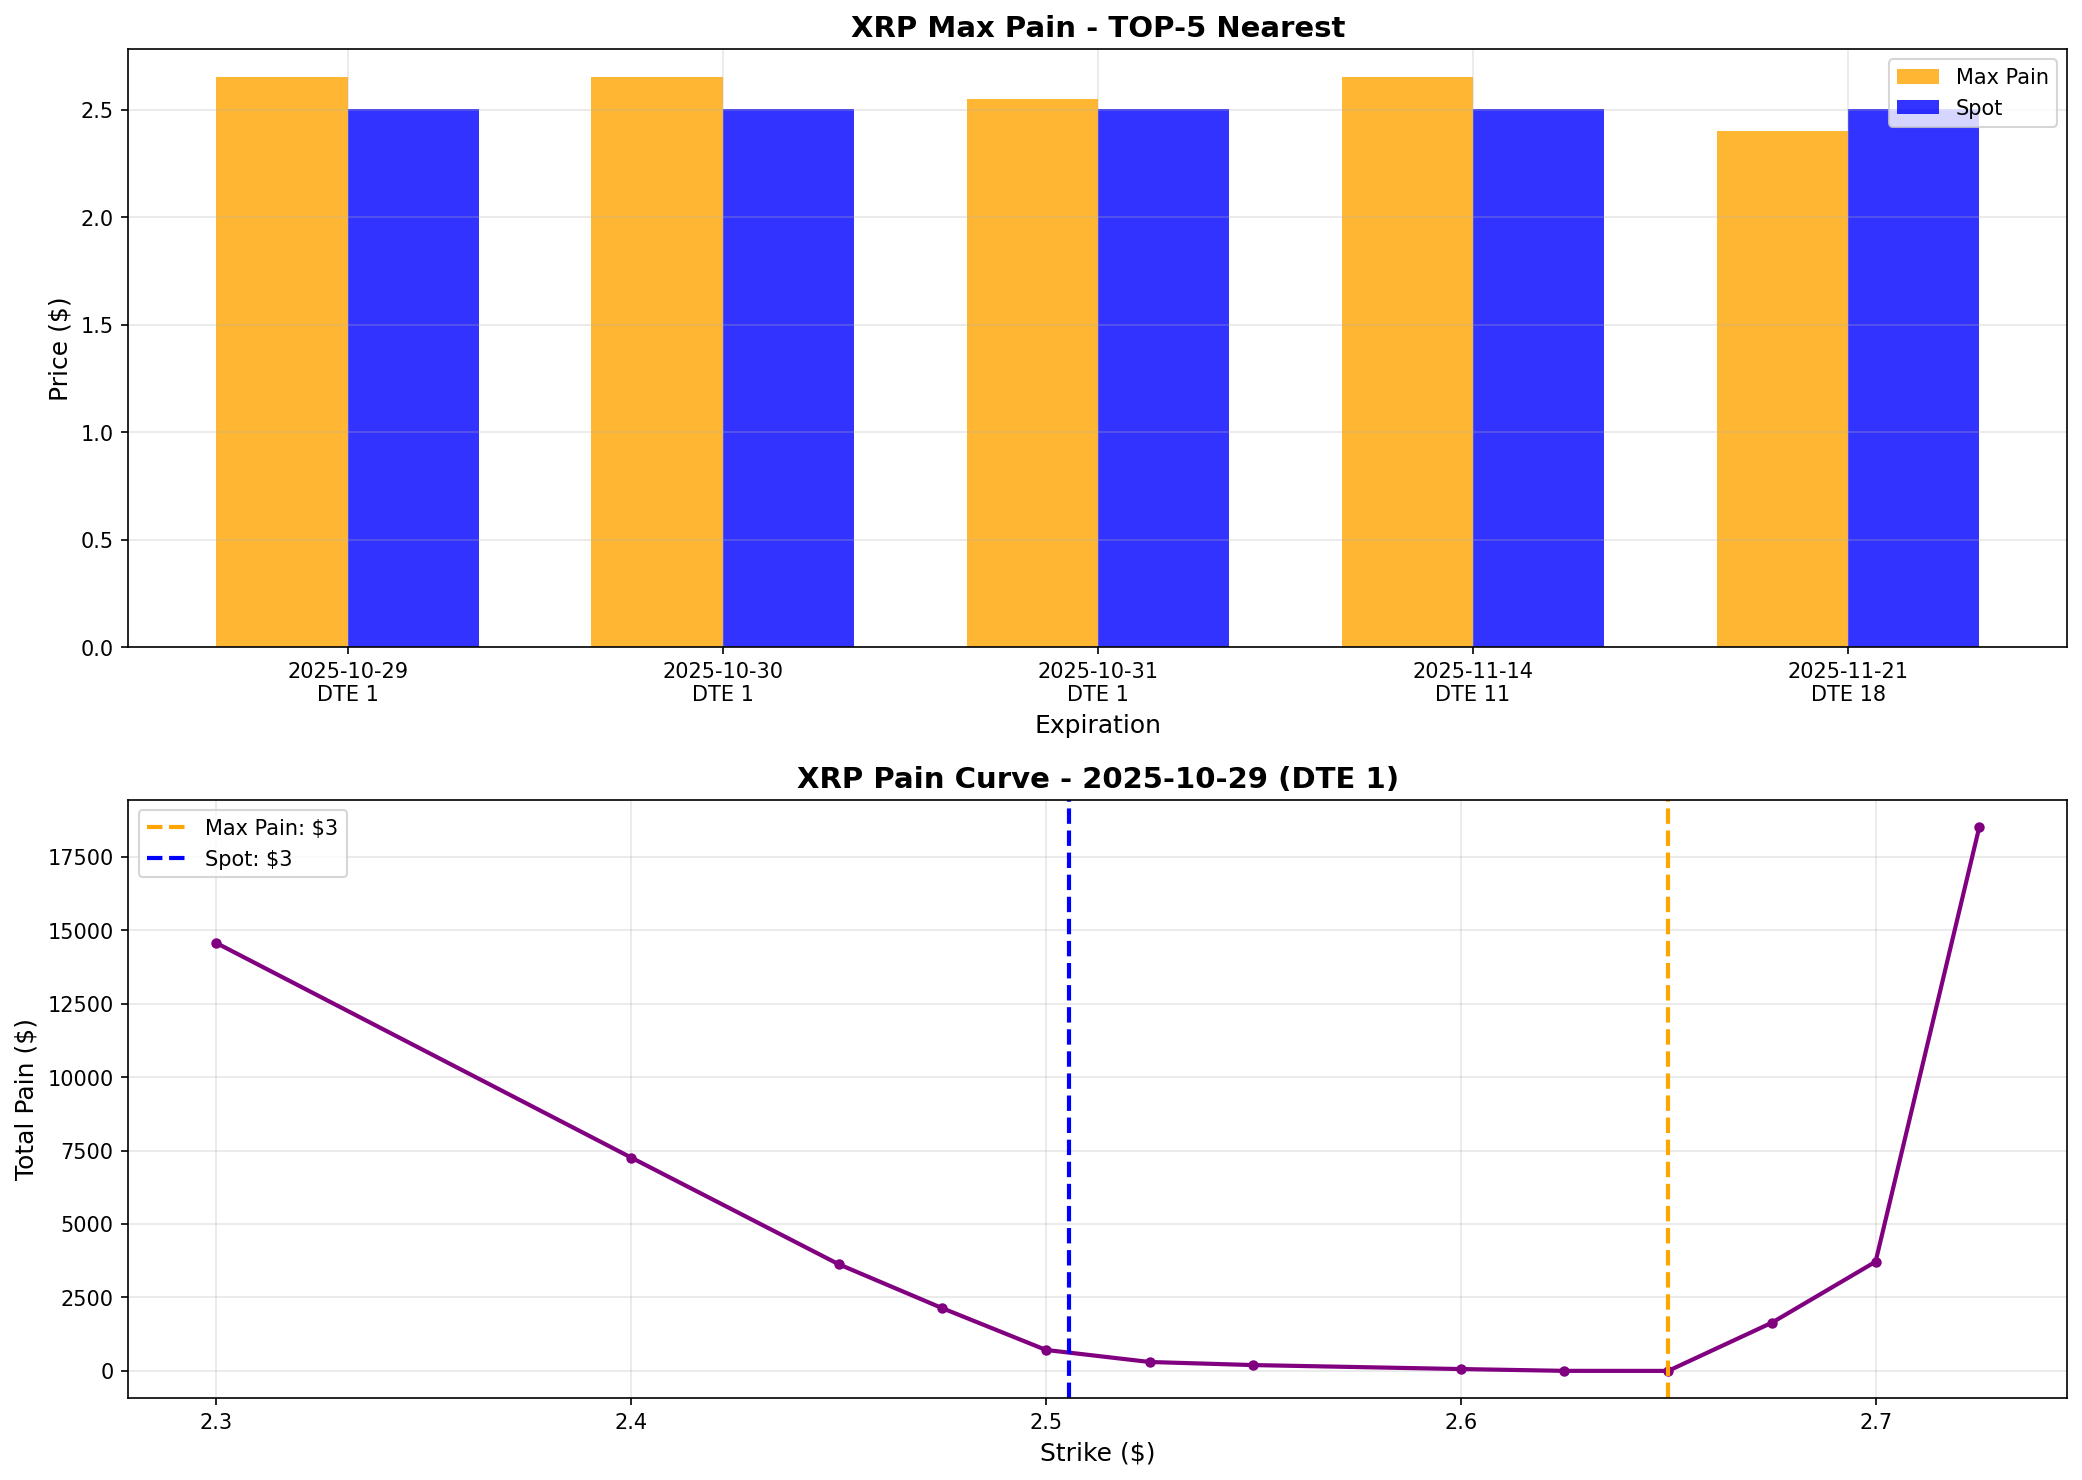 XRP Max Pain - TOP-5 Nearest
Max Pain
Spot
Price ($)
2.5
2.0
1.5
1.0
0.5
0.0
2025-10-29
DTE 1
2025-10-30
DTE 1
2025-10-31
DTE 1
2025-11-14
DTE 11
2025-11-21
DTE 18
Expiration
XRP Pain Curve - 2025-10-29 (DTE 1)
Max Pain: $3
Spot: $3
Total Pain ($)
17500
15000
12500
10000
7500
5000
2500
0
2.3
2.4
2.5
2.6
2.7
Strike ($)